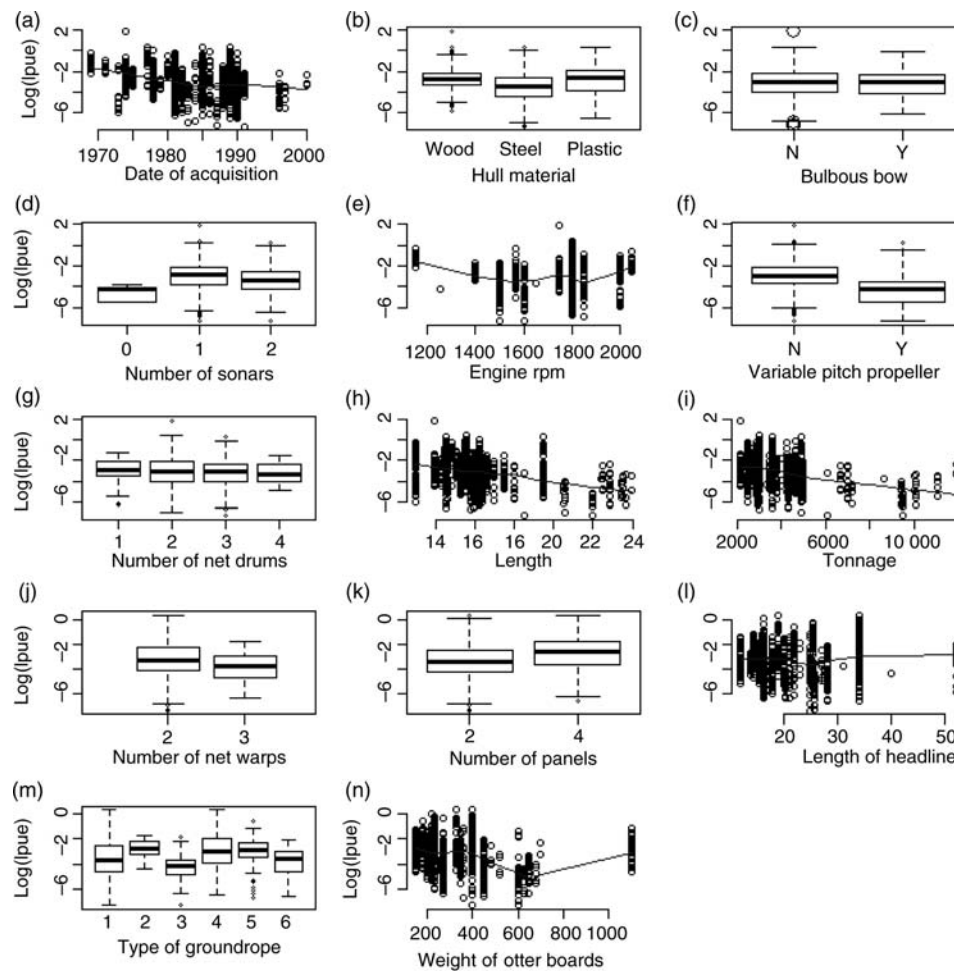 (a)
Log(lpue)
2
-2
-6
1970 1980 1990 2000
Date of acquisition
(b)
2
-2
-6
Wood Steel Plastic
Hull material
(c)
2
-2
-6
N Y
Bulbous bow
(d)
Log(lpue)
2
-2
-6
0 1 2
Number of sonars
(e)
2
-2
-6
1200 1400 1600 1800 2000
Engine rpm
(f)
2
-2
-6
N Y
Variable pitch propeller
(g)
Log(lpue)
2
-2
-6
1 2 3 4
Number of net drums
(h)
2
-2
-6
14 16 18 20 22 24
Length
(i)
2
-2
-6
2000 6000 10 000
Tonnage
(j)
Log(lpue)
0
-2
-6
2 3
Number of net warps
(k)
0
-2
-6
2 4
Number of panels
(l)
0
-2
-6
20 30 40 50
Length of headline
(m)
Log(lpue)
0
-2
-6
1 2 3 4 5 6
Type of groundrope
(n)
Log(lpue)
0
-2
-6
200 400 600 800 1000
Weight of otter boards